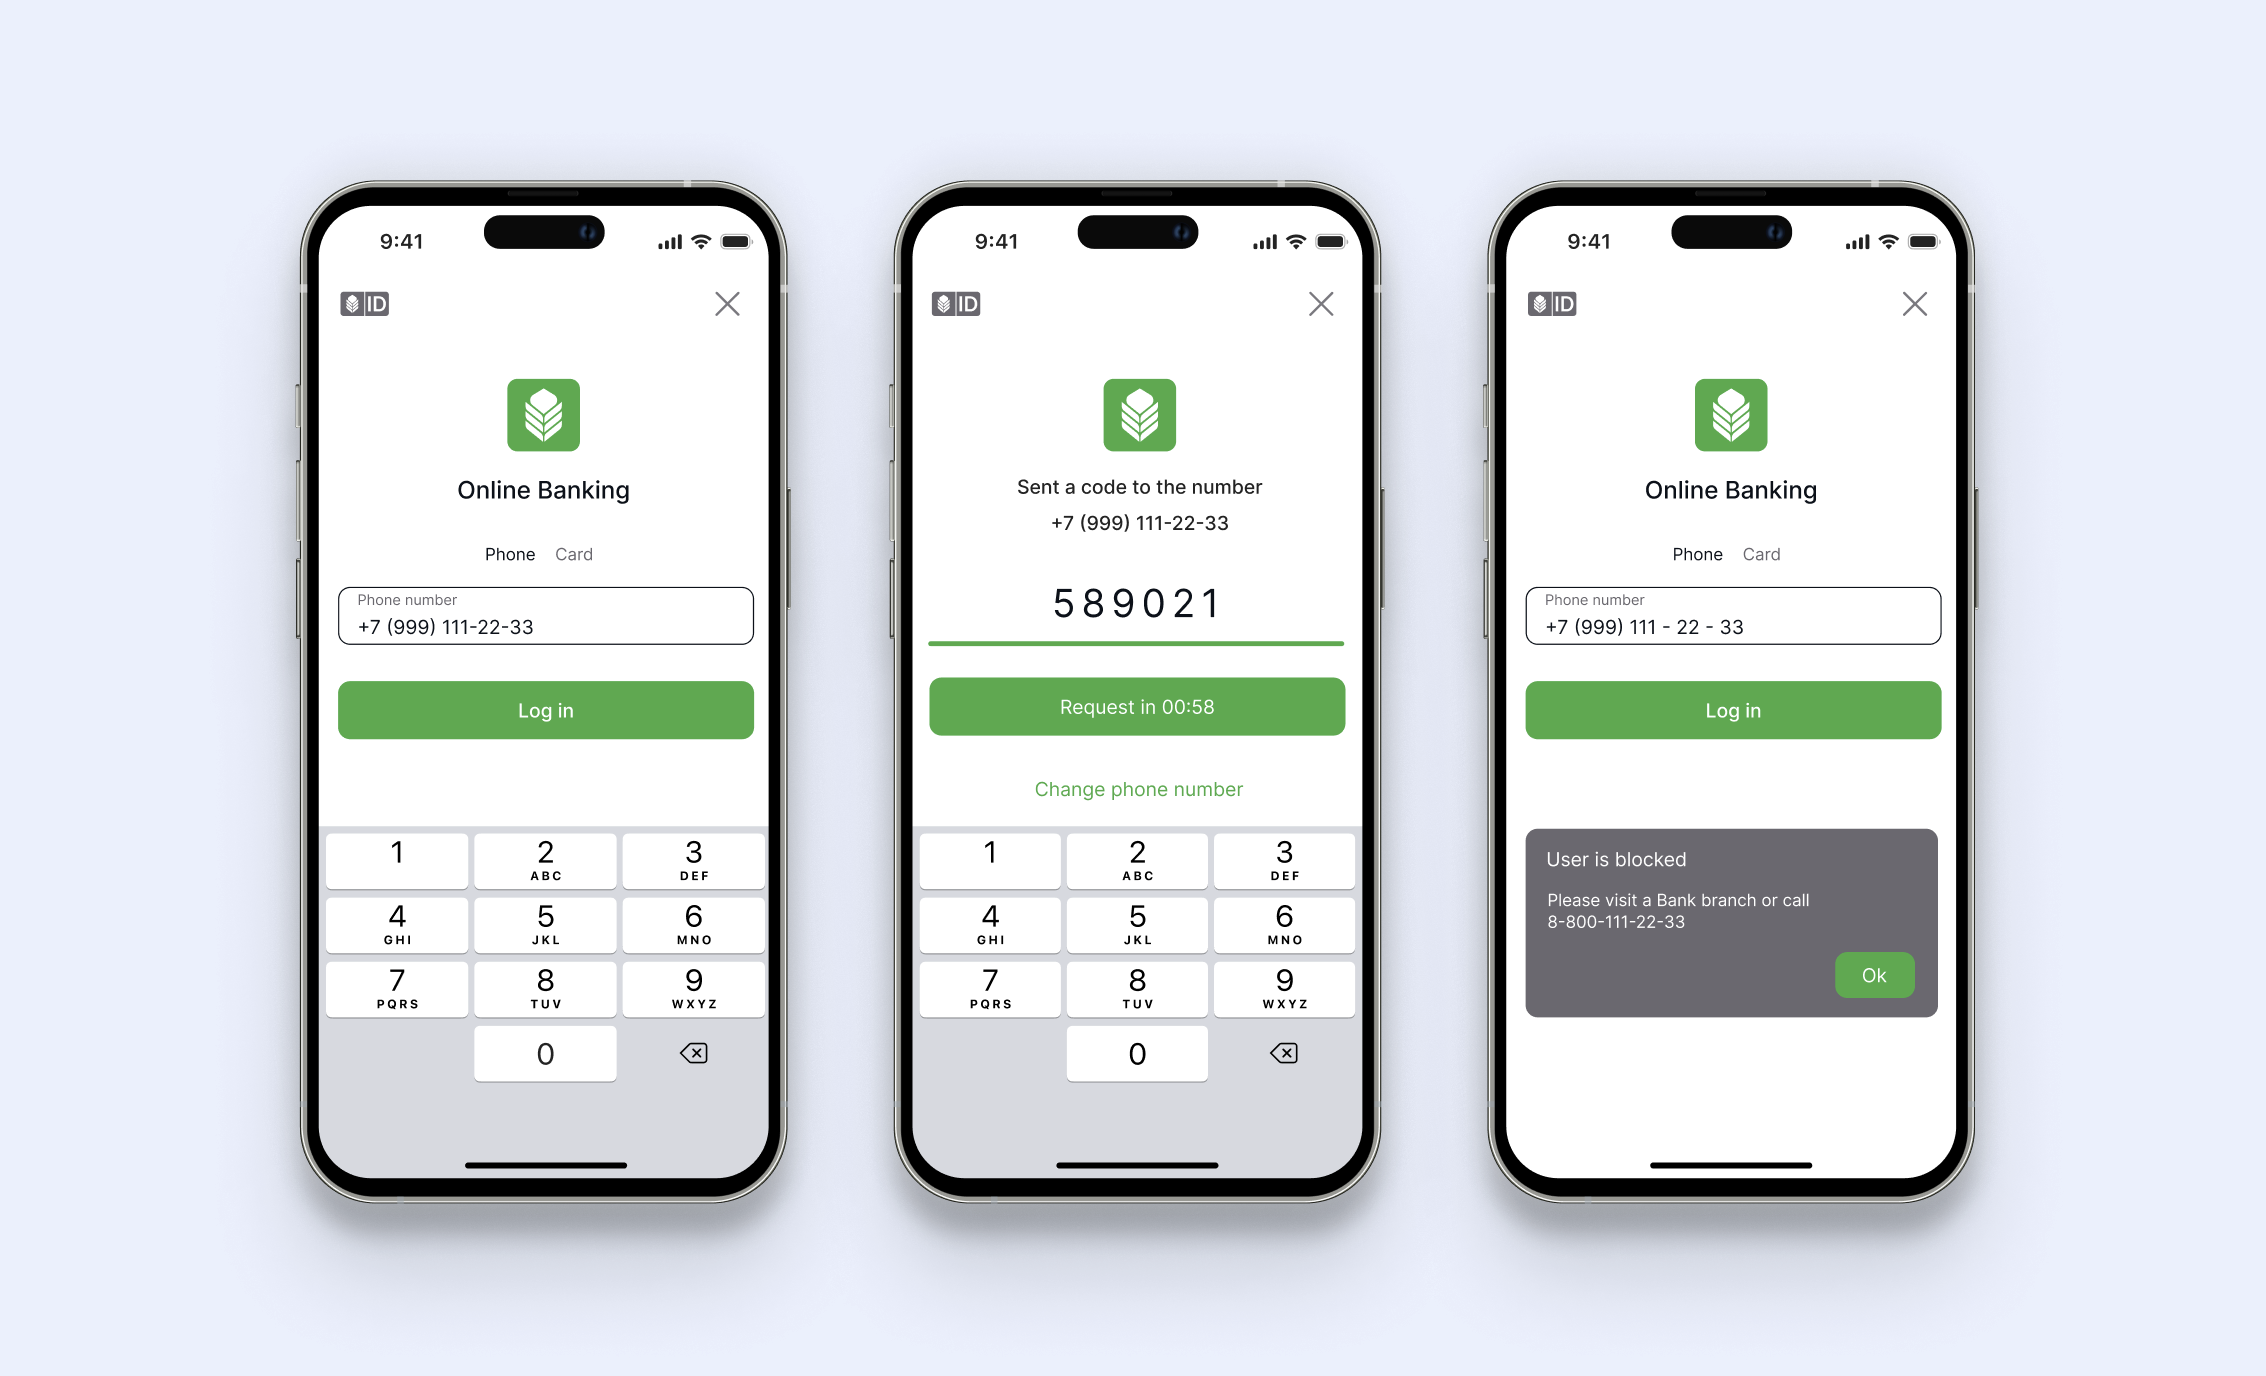 9:41
ID
Online Banking
Phone Card
Phone number
+7 (999) 111-22-33
Log in
1 2 3
ABC DEF
4 5 6
GHI JKL MNO
7 8 9
PQRS TUV WXYZ
0
9:41
ID
Sent a code to the number
+7 (999) 111-22-33
589021
Request in 00:58
Change phone number
1 2 3
ABC DEF
4 5 6
GHI JKL MNO
7 8 9
PQRS TUV WXYZ
0
9:41
ID
Online Banking
Phone Card
Phone number
+7 (999) 111 - 22 - 33
Log in
User is blocked
Please visit a Bank branch or call
8-800-111-22-33
Ok